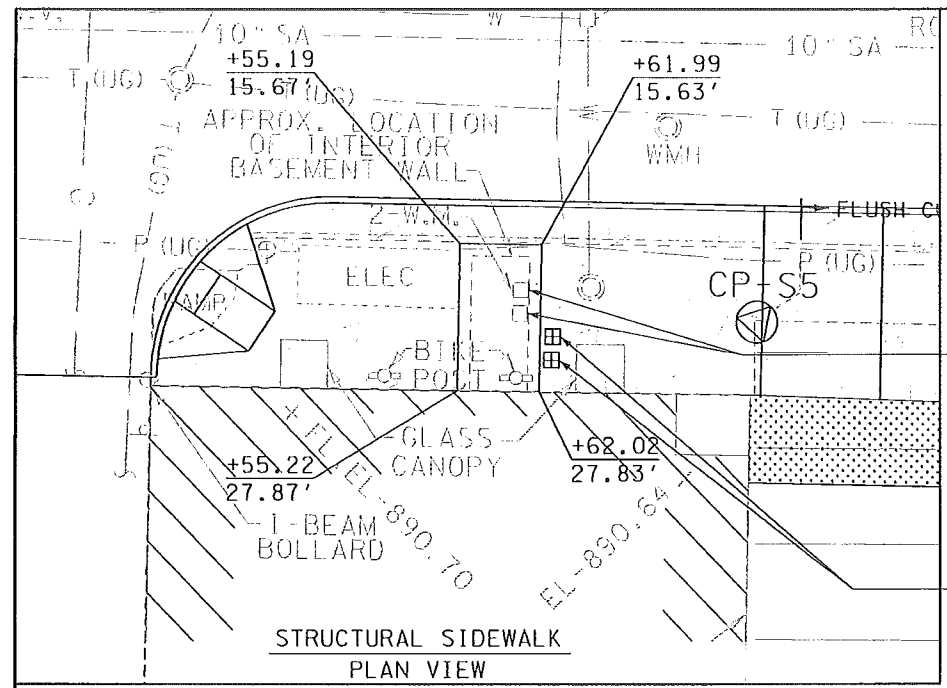 W
10" SA
10" SA
+55.19
15.67'
+61.99
15.63'
T (UG)
T (UG)
T (UG)
APPROX. LOCATION
OF INTERIOR
BASEMENT WALL
WMH
2-W.M.
FLUSH
P (UG)
P (UG)
ELEC
CP-S5
BIKE
POST
GLASS
CANOPY
+55.22
27.87'
+62.02
27.83'
FL. EL-890.70
EL-890.64
I-BEAM
BOLLARD
STRUCTURAL SIDEWALK
PLAN VIEW